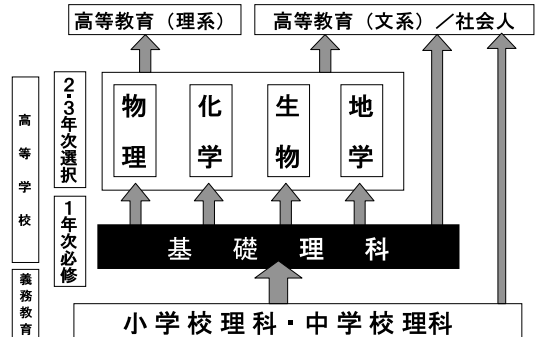 高等教育（理系）
高等教育（文系）／社会人
高等学校
2・3年次選択
物理
化学
生物
地学
1年次必修
基礎理科
義務教育
小学校理科・中学校理科